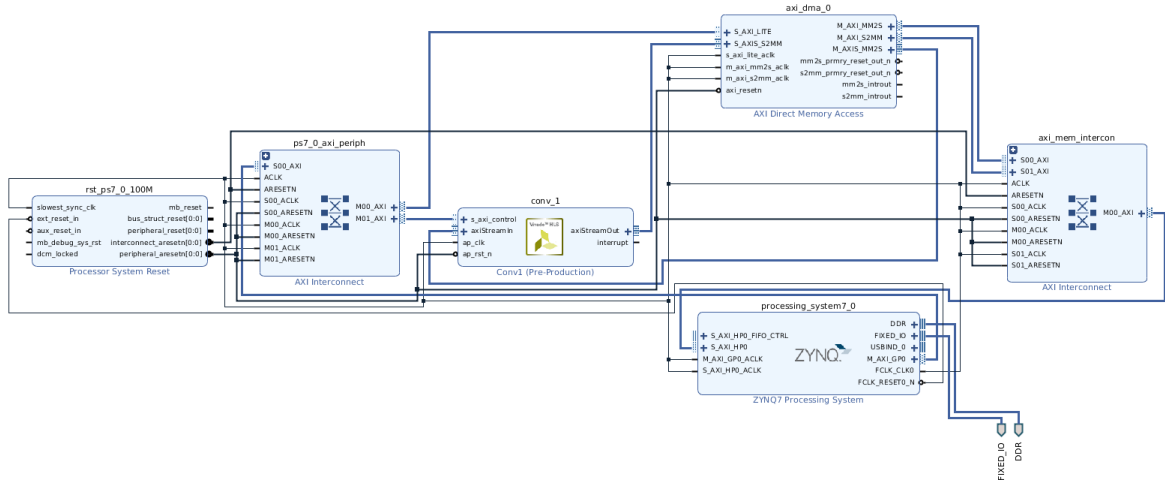 axi_dma_0
S_AXI_LITE
S_AXIS_S2MM
s_axi_lite_aclk
m_axi_mm2s_aclk
m_axi_s2mm_aclk
axi_resetn
M_AXI_MM2S
M_AXI_S2MM
M_AXIS_MM2S
mm2s_prmry_reset_out_n
s2mm_prmry_reset_out_n
mm2s_introut
s2mm_introut
AXI Direct Memory Access
ps7_0_axi_periph
S00_AXI
ACLK
ARESETN
S00_ACLK
S00_ARESETN
M00_ACLK
M00_ARESETN
M01_ACLK
M01_ARESETN
M00_AXI
M01_AXI
AXI Interconnect
axi_mem_intercon
S00_AXI
S01_AXI
ACLK
ARESETN
S00_ACLK
S00_ARESETN
M00_ACLK
M00_ARESETN
S01_ACLK
S01_ARESETN
M00_AXI
AXI Interconnect
rst_ps7_0_100M
slowest_sync_clk
ext_reset_in
aux_reset_in
mb_debug_sys_rst
dcm_locked
mb_reset
bus_struct_reset[0:0]
peripheral_reset[0:0]
interconnect_aresetn[0:0]
peripheral_aresetn[0:0]
Processor System Reset
conv_1
s_axi_control
axiStreamIn
ap_clk
ap_rst_n
axiStreamOut
interrupt
Conv1 (Pre-Production)
processing_system7_0
S_AXI_HP0_FIFO_CTRL
S_AXI_HP0
M_AXI_GP0_ACLK
S_AXI_HP0_ACLK
ZYNQ
DDR
FIXED_IO
USBIND_0
M_AXI_GP0
FCLK_CLK0
FCLK_RESET0_N
ZYNQ7 Processing System
FIXED_IO
DDR